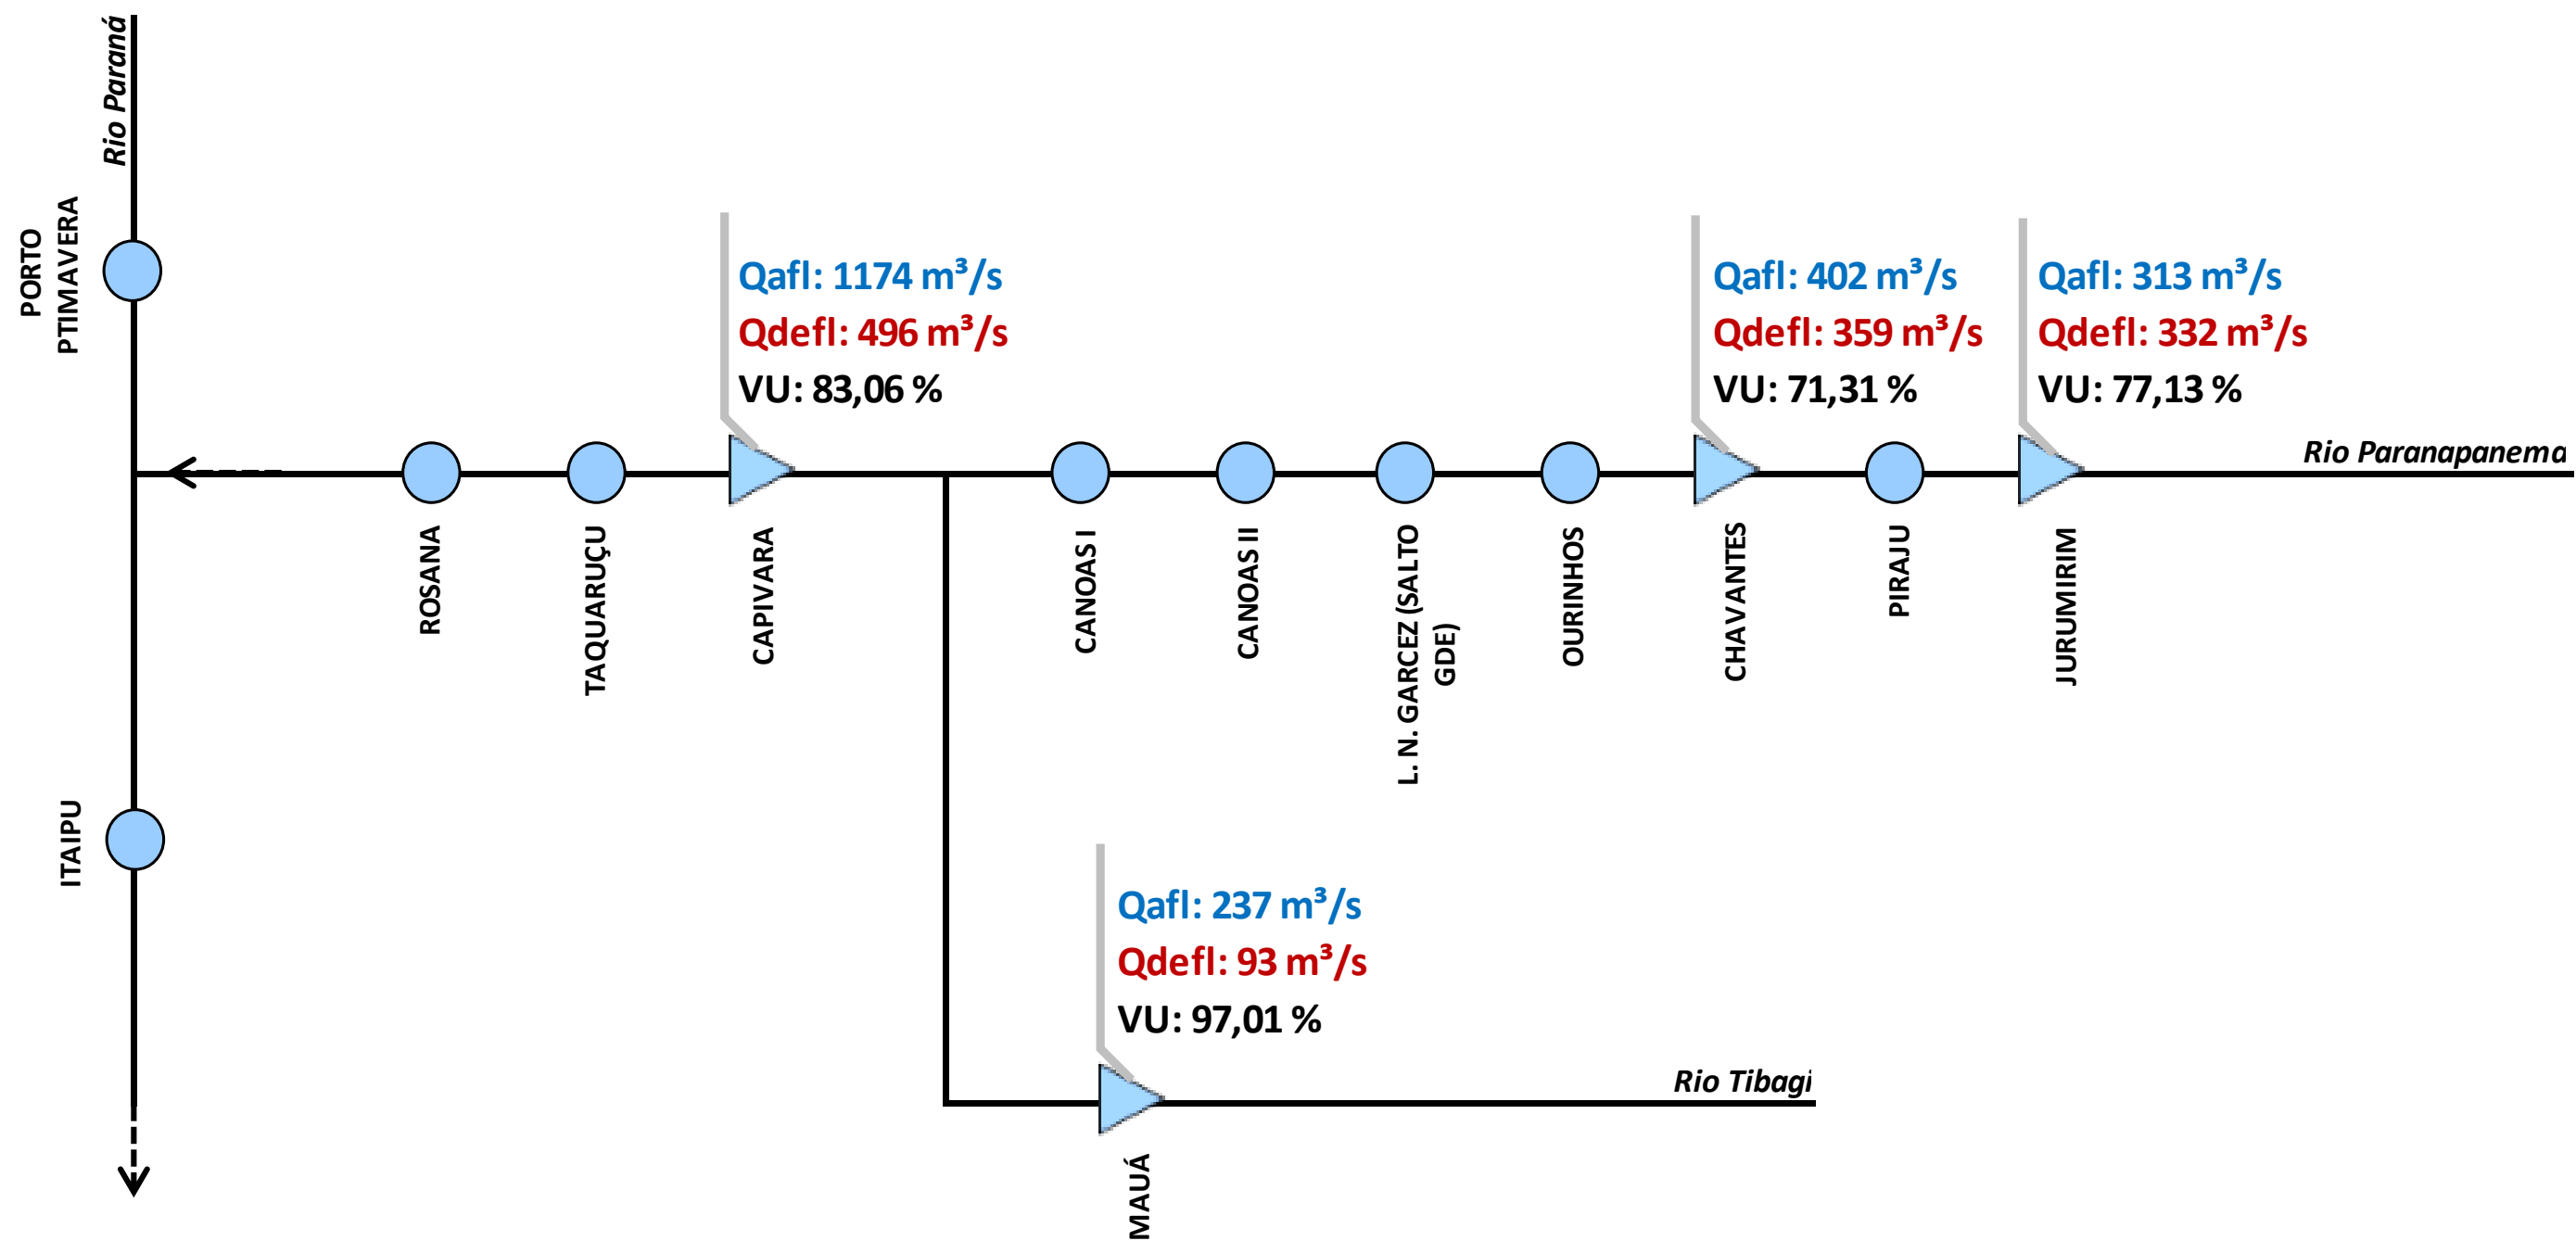 Rio Paraná
PORTO
PTIMAVERA
Qafl: 1174 m³/s
Qdefl: 496 m³/s
VU: 83,06 %
Qafl: 402 m³/s
Qdefl: 359 m³/s
VU: 71,31 %
Qafl: 313 m³/s
Qdefl: 332 m³/s
VU: 77,13 %
Rio Paranapanema
ROSANA
TAQUARUÇU
CAPIVARA
CANOAS I
CANOAS II
L. N. GARCEZ (SALTO
GDE)
OURINHOS
CHAVANTES
PIRAJU
JURUMIRIM
ITAIPU
Qafl: 237 m³/s
Qdefl: 93 m³/s
VU: 97,01 %
Rio Tibagi
MAUÁ